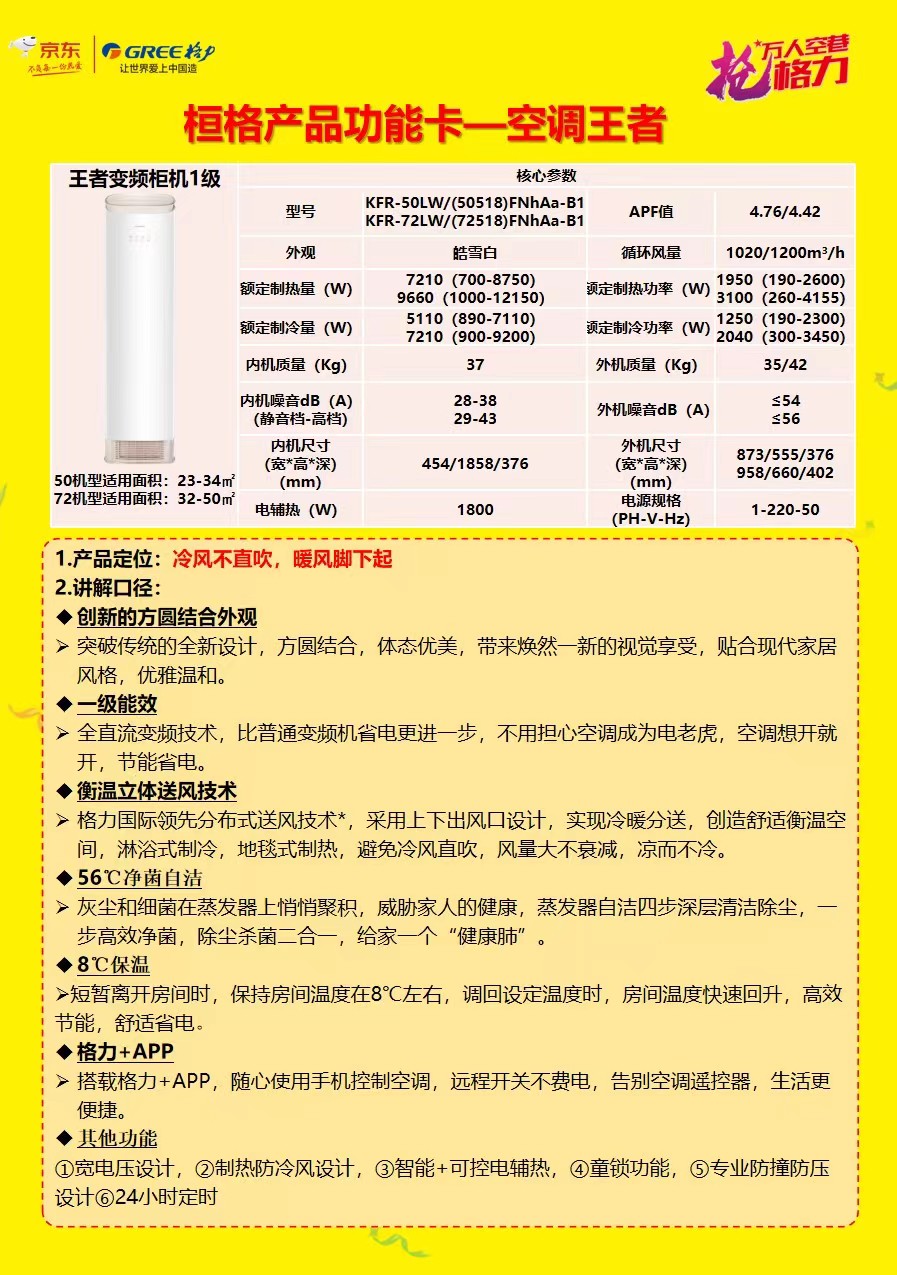 京东
不负每一份热爱
GREE格力
让世界爱上中国造
抢
万人空巷
格力
桓格产品功能卡—空调王者
王者变频柜机1级
50机型适用面积：23-34㎡
72机型适用面积：32-50㎡
核心参数
型号
KFR-50LW/(50518)FNhAa-B1
KFR-72LW/(72518)FNhAa-B1
APF值
4.76/4.42
外观
皓雪白
循环风量
1020/1200m³/h
额定制热量（W）
7210（700-8750）
9660（1000-12150）
额定制热功率（W）
1950（190-2600）
3100（260-4155）
额定制冷量（W）
5110（890-7110）
7210（900-9200）
额定制冷功率（W）
1250（190-2300）
2040（300-3450）
内机质量（Kg）
37
外机质量（Kg）
35/42
内机噪音dB（A）
(静音档-高档)
28-38
29-43
外机噪音dB（A）
≤54
≤56
内机尺寸
(宽*高*深)
(mm)
454/1858/376
外机尺寸
(宽*高*深)
(mm)
873/555/376
958/660/402
电辅热（W）
1800
电源规格
(PH-V-Hz)
1-220-50
1.产品定位：冷风不直吹，暖风脚下起
2.讲解口径：
◆创新的方圆结合外观
➢ 突破传统的全新设计，方圆结合，体态优美，带来焕然一新的视觉享受，贴合现代家居
风格，优雅温和。
◆一级能效
➢ 全直流变频技术，比普通变频机省电更进一步，不用担心空调成为电老虎，空调想开就
开，节能省电。
◆衡温立体送风技术
➢ 格力国际领先分布式送风技术*，采用上下出风口设计，实现冷暖分送，创造舒适衡温空
间，淋浴式制冷，地毯式制热，避免冷风直吹，风量大不衰减，凉而不冷。
◆56℃净菌自洁
➢ 灰尘和细菌在蒸发器上悄悄聚积，威胁家人的健康，蒸发器自洁四步深层清洁除尘，一
步高效净菌，除尘杀菌二合一，给家一个“健康肺”。
◆8℃保温
➢短暂离开房间时，保持房间温度在8℃左右，调回设定温度时，房间温度快速回升，高效
节能，舒适省电。
◆格力+APP
➢ 搭载格力+APP，随心使用手机控制空调，远程开关不费电，告别空调遥控器，生活更
便捷。
◆其他功能
①宽电压设计，②制热防冷风设计，③智能+可控电辅热，④童锁功能，⑤专业防撞防压
设计⑥24小时定时